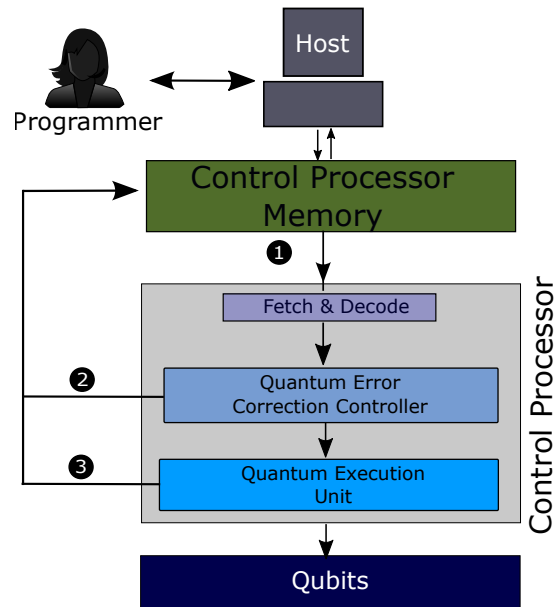 Host
Programmer
Control Processor
Memory
1
Fetch & Decode
2
Quantum Error
Correction Controller
3
Quantum Execution
Unit
Control Processor
Qubits